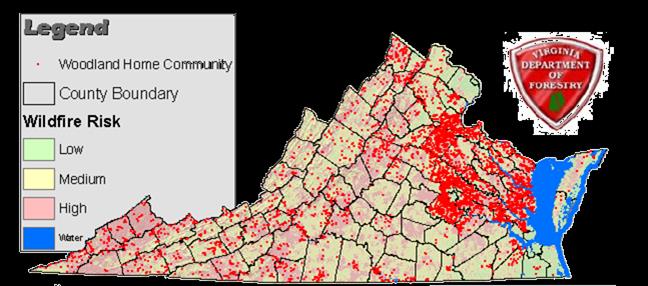 Legend
Woodland Home Community
County Boundary
Wildfire Risk
Low
Medium
High
Water
VIRGINIA
DEPARTMENT
OF
FORESTRY